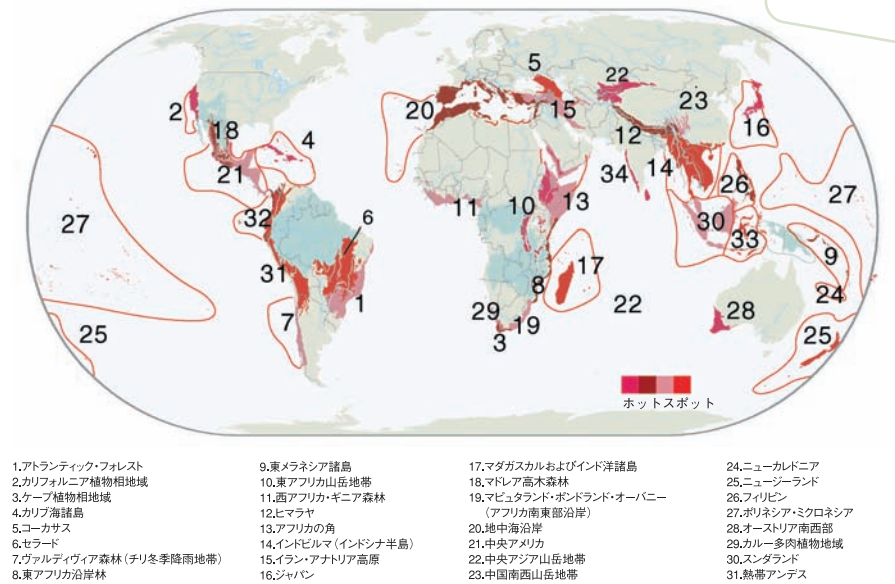 5
22
23
2
20
15
16
18
4
12
21
34
14
26
27
11
10
13
27
32
6
30
33
9
31
17
8
24
1
22
28
7
29
19
25
25
3
ホットスポット
1.アトランティック・フォレスト
2.カリフォルニア植物相地域
3.ケープ植物相地域
4.カリブ海諸島
5.コーカサス
6.セラード
7.ヴァルディヴィア森林(チリ冬季降雨地帯)
8.東アフリカ沿岸林
9.東メラネシア諸島
10.東アフリカ山岳地帯
11.西アフリカ・ギニア森林
12.ヒマラヤ
13.アフリカの角
14.インドビルマ(インドシナ半島)
15.イラン・アナトリア高原
16.ジャパン
17.マダガスカルおよびインド洋諸島
18.マドレア高木森林
19.マピュタランド・ポンドランド・オーバニー
(アフリカ南東部沿岸)
20.地中海沿岸
21.中央アメリカ
22.中央アジア山岳地帯
23.中国南西山岳地帯
24.ニューカレドニア
25.ニュージーランド
26.フィリピン
27.ポリネシア・ミクロネシア
28.オーストリア南西部
29.カルー多肉植物地域
30.スンダランド
31.熱帯アンデス